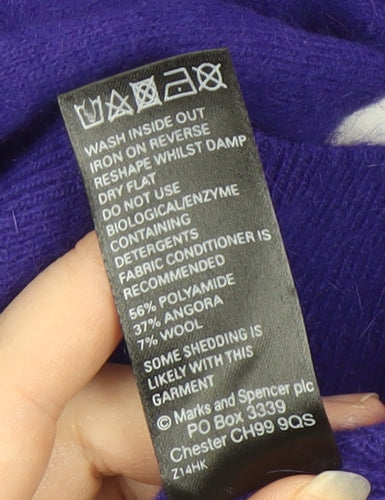 WASH INSIDE OUT
IRON ON REVERSE
RESHAPE WHILST DAMP
DRY FLAT
DO NOT USE
BIOLOGICAL/ENZYME
CONTAINING
DETERGENTS
FABRIC CONDITIONER IS
RECOMMENDED
56% POLYAMIDE
37% ANGORA
7% WOOL
SOME SHEDDING IS
LIKELY WITH THIS
GARMENT
© Marks and Spencer plc
PO Box 3339
Chester CH99 9QS
Z14HK